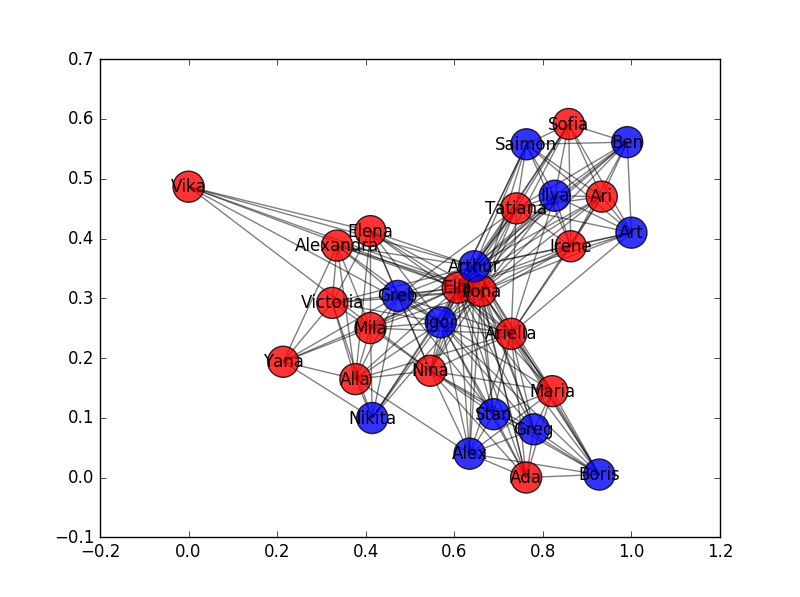 0.7
0.6
0.5
0.4
0.3
0.2
0.1
0.0
−0.1
−0.2
0.0
0.2
0.4
0.6
0.8
1.0
1.2
Sofia
Saimon
Ben
Vika
Tatiana
Ilya
Ari
Elena
Alexandra
Irene
Art
Arthur
Victoria
Greb
Ella
Igor
Mila
Ariella
Yana
Alla
Nina
Maria
Nikita
Stan
Greg
Alex
Ada
Boris